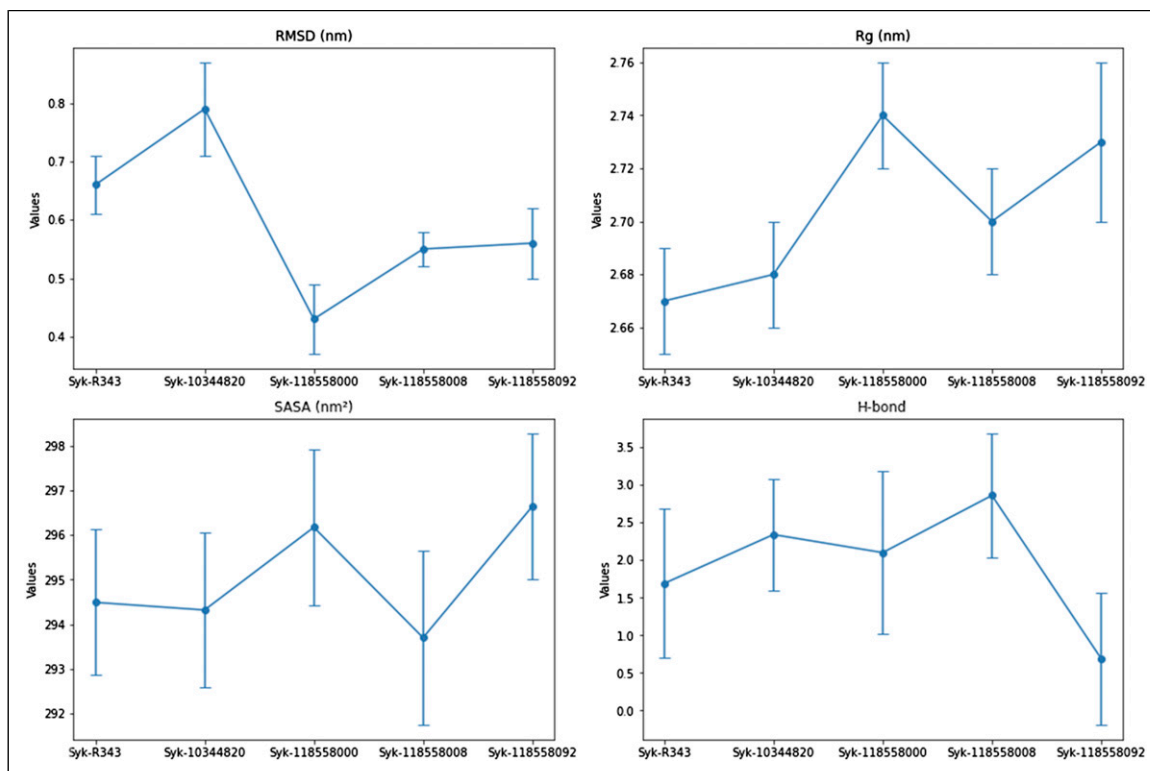 RMSD (nm)
Values
0.8
0.7
0.6
0.5
0.4
Syk-R343 Syk-10344820 Syk-118558000 Syk-118558008 Syk-118558092
Rg (nm)
Values
2.76
2.74
2.72
2.70
2.68
2.66
Syk-R343 Syk-10344820 Syk-118558000 Syk-118558008 Syk-118558092
SASA (nm²)
Values
298
297
296
295
294
293
292
Syk-R343 Syk-10344820 Syk-118558000 Syk-118558008 Syk-118558092
H-bond
Values
3.5
3.0
2.5
2.0
1.5
1.0
0.5
0.0
Syk-R343 Syk-10344820 Syk-118558000 Syk-118558008 Syk-118558092